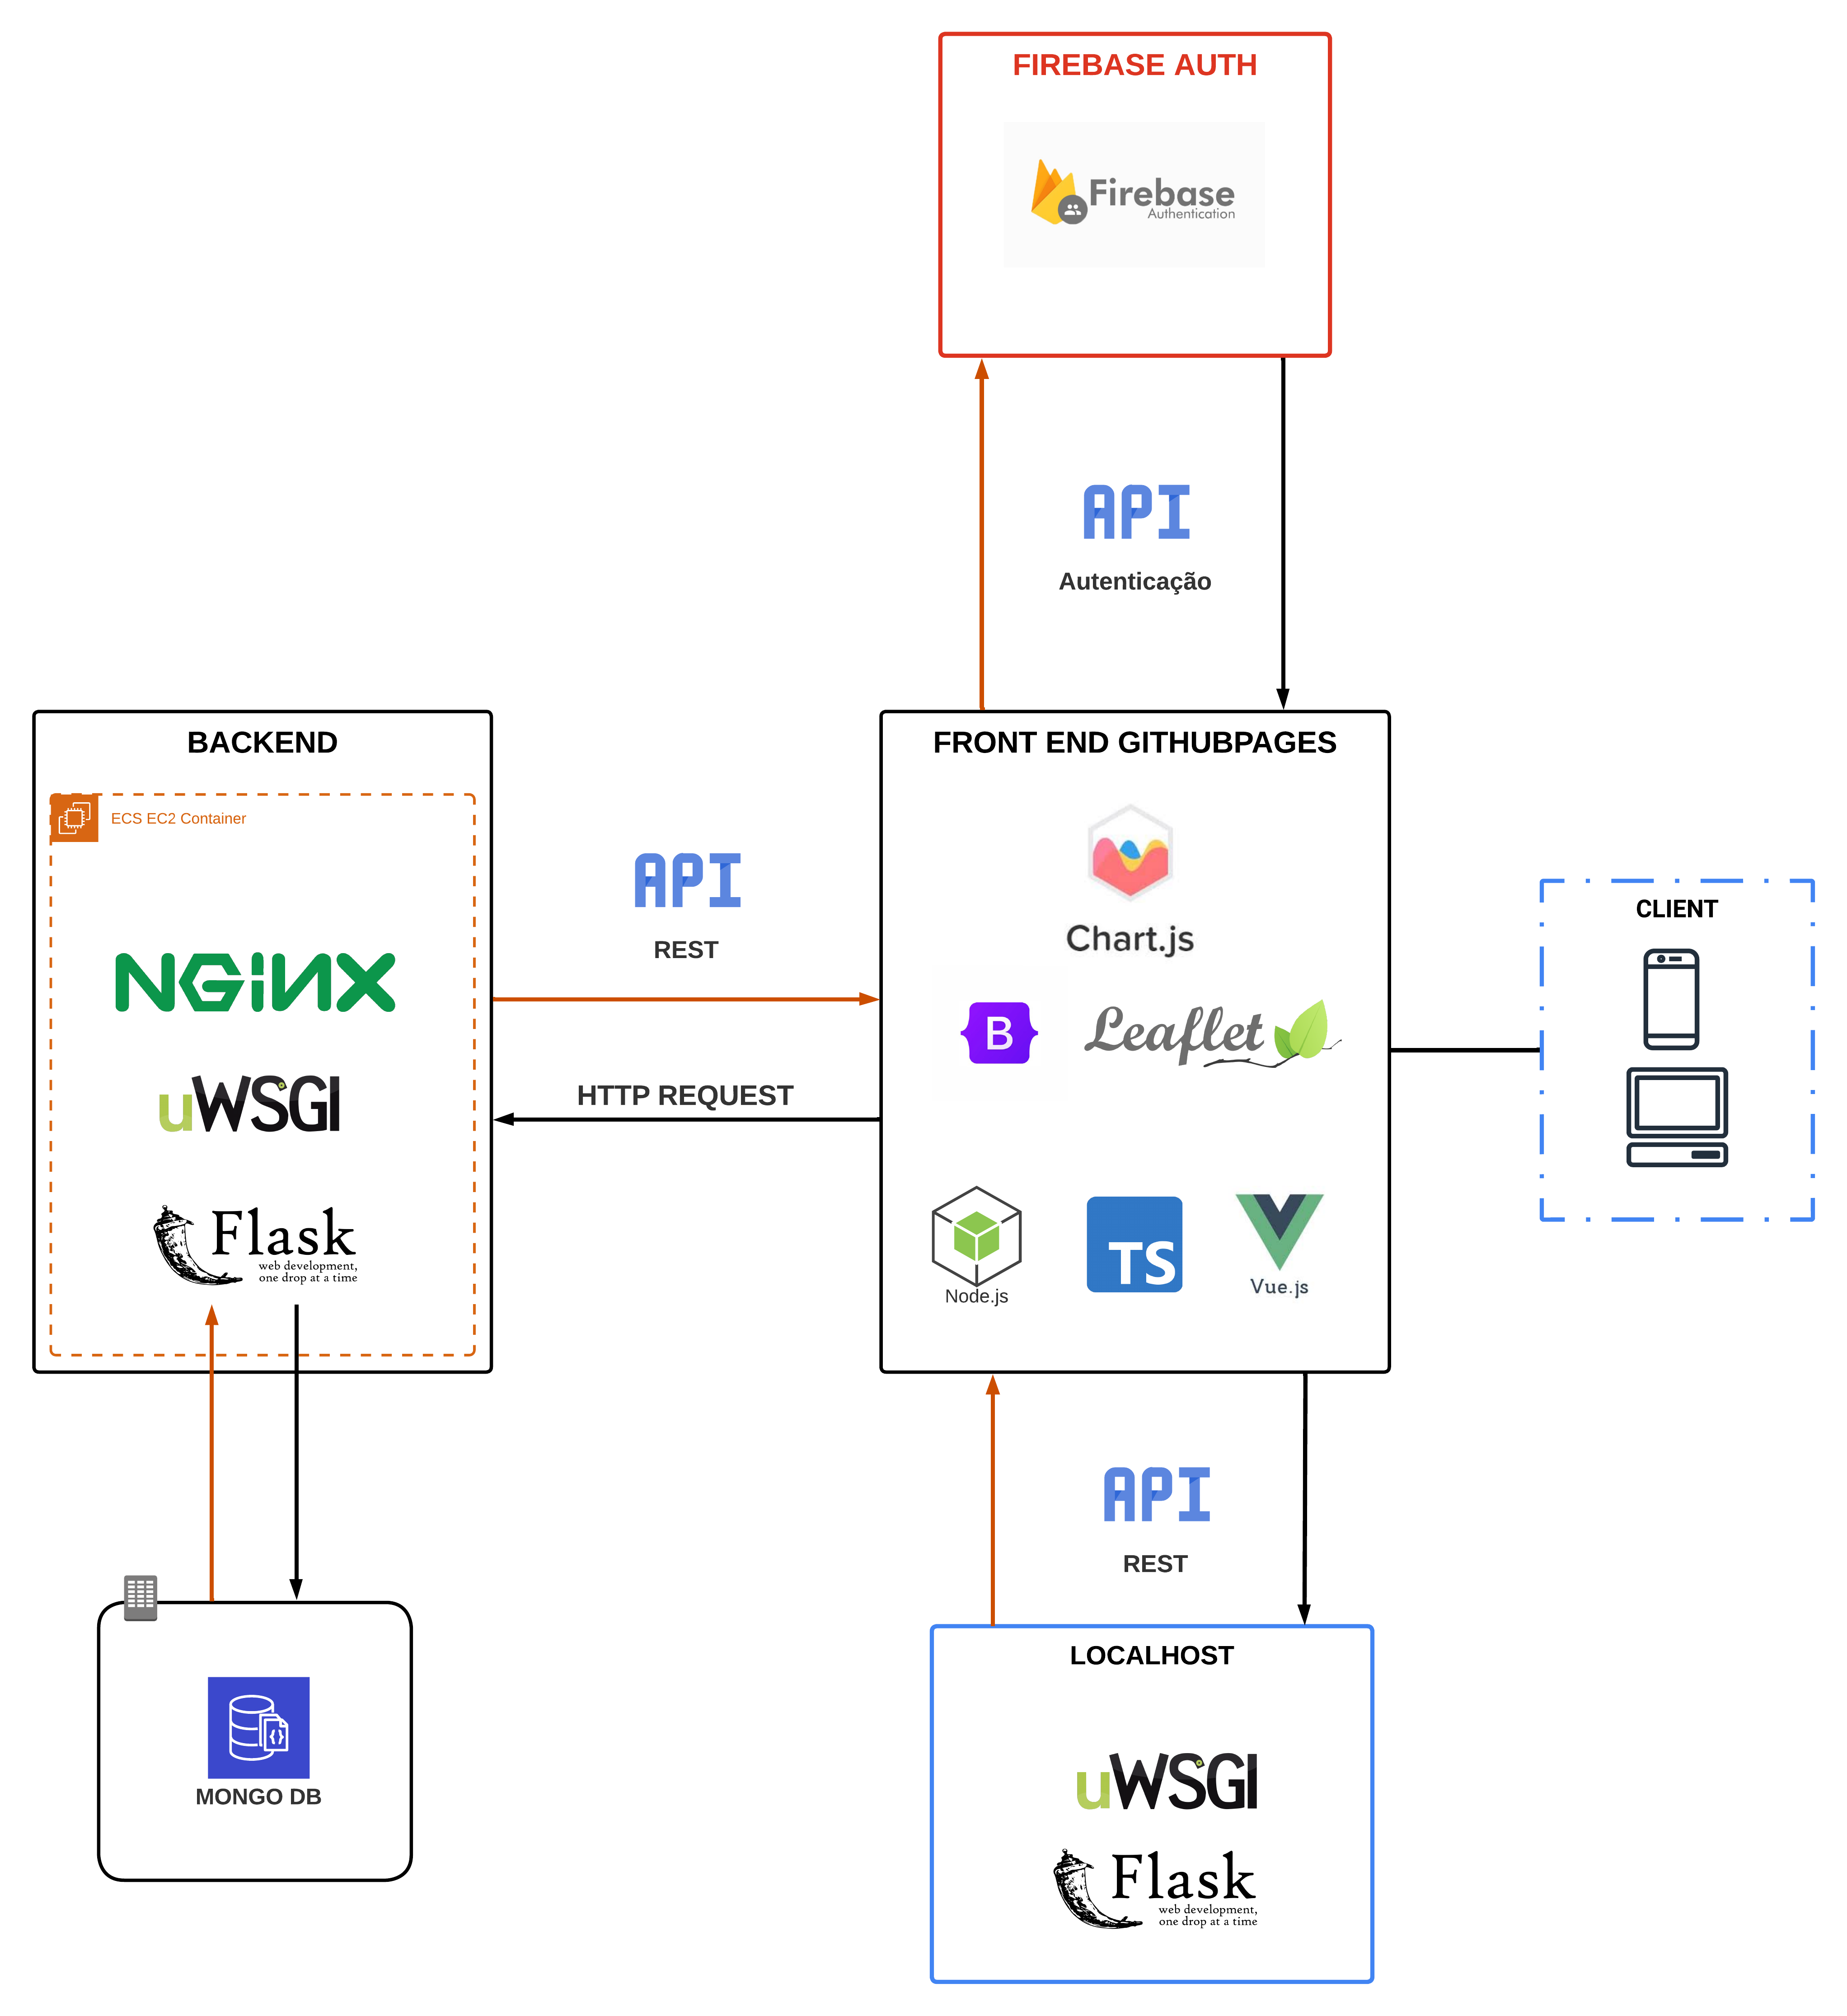 FIREBASE AUTH
Firebase
Authentication
API
Autenticação
BACKEND
ECS EC2 Container
NGiNX
uWSGI
Flask
web development,
one drop at a time
API
REST
HTTP REQUEST
FRONT END GITHUBPAGES
Chart.js
B
Leaflet
Node.js
TS
Vue.js
CLIENT
API
REST
MONGO DB
LOCALHOST
uWSGI
Flask
web development,
one drop at a time